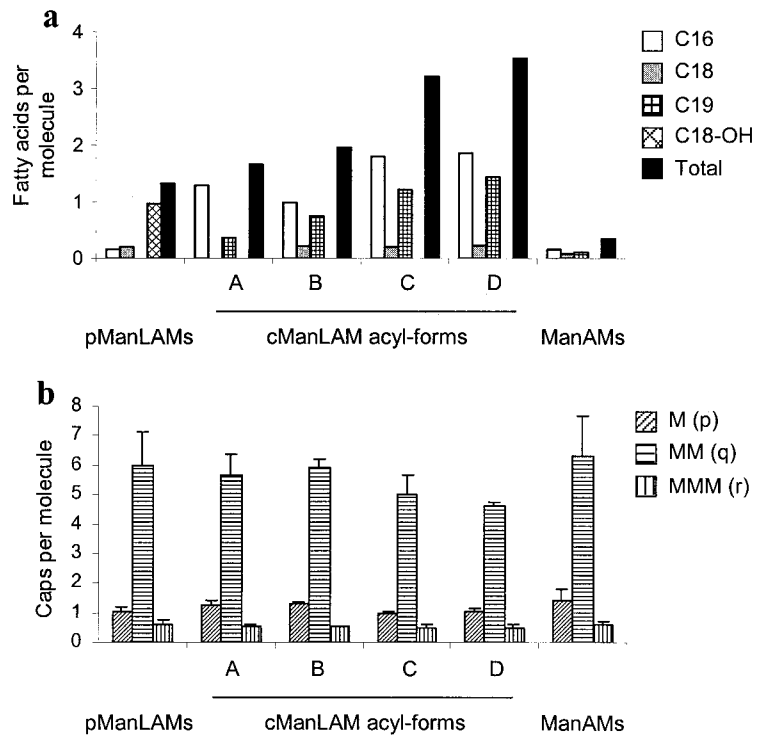 a
Fatty acids per
molecule
4
3
2
1
0
C16
C18
C19
C18-OH
Total
A B C D
pManLAMs cManLAM acyl-forms ManAMs
b
Caps per molecule
8
7
6
5
4
3
2
1
0
M (p)
MM (q)
MMM (r)
A B C D
pManLAMs cManLAM acyl-forms ManAMs